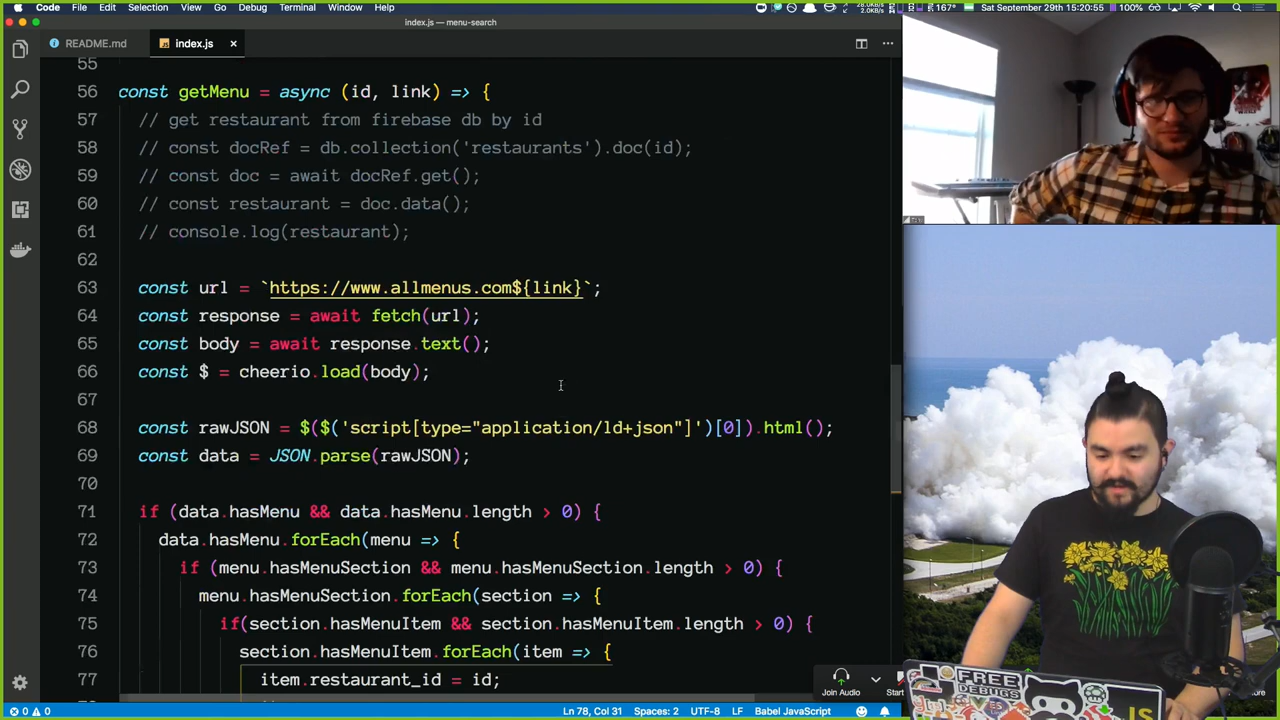 Code File Edit Selection View Go Debug Terminal Window Help
28.0KB/s
2.0KB/s
167° Sat September 29th 15:20:55 100%
index.js — menu-search
README.md
JS index.js ×
55
56 const getMenu = async (id, link) => {
57 // get restaurant from firebase db by id
58 // const docRef = db.collection('restaurants').doc(id);
59 // const doc = await docRef.get();
60 // const restaurant = doc.data();
61 // console.log(restaurant);
62
63 const url = `https://www.allmenus.com${link}`;
64 const response = await fetch(url);
65 const body = await response.text();
66 const $ = cheerio.load(body);
67
68 const rawJSON = $($('script[type="application/ld+json"]')[0]).html();
69 const data = JSON.parse(rawJSON);
70
71 if (data.hasMenu && data.hasMenu.length > 0) {
72 data.hasMenu.forEach(menu => {
73 if (menu.hasMenuSection && menu.hasMenuSection.length > 0) {
74 menu.hasMenuSection.forEach(section => {
75 if(section.hasMenuItem && section.hasMenuItem.length > 0) {
76 section.hasMenuItem.forEach(item => {
77 item.restaurant_id = id;
Join Audio
Start
FREE
DEBUGS
JS
0 0 Ln 78, Col 31 Spaces: 2 UTF-8 LF Babel JavaScript